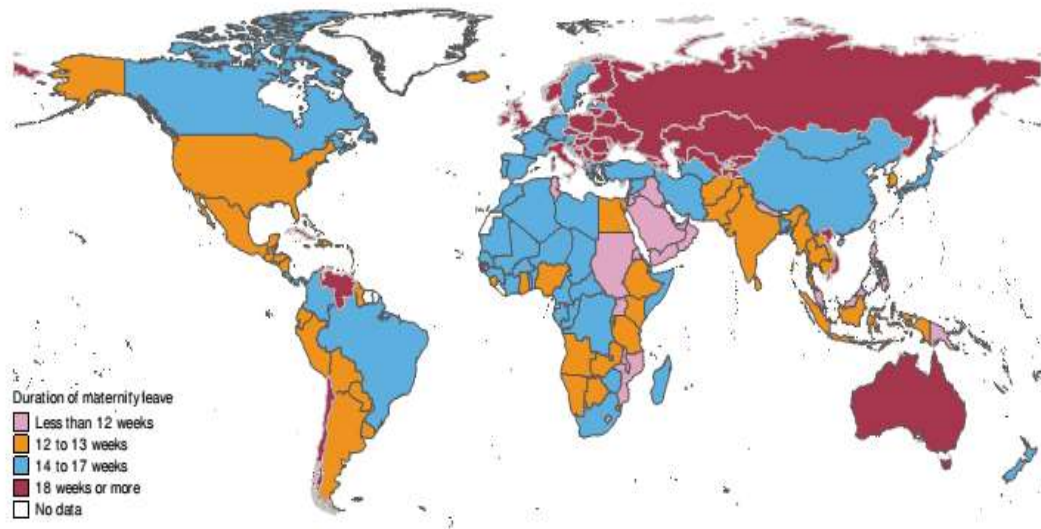 Duration of maternity leave
Less than 12 weeks
12 to 13 weeks
14 to 17 weeks
18 weeks or more
No data